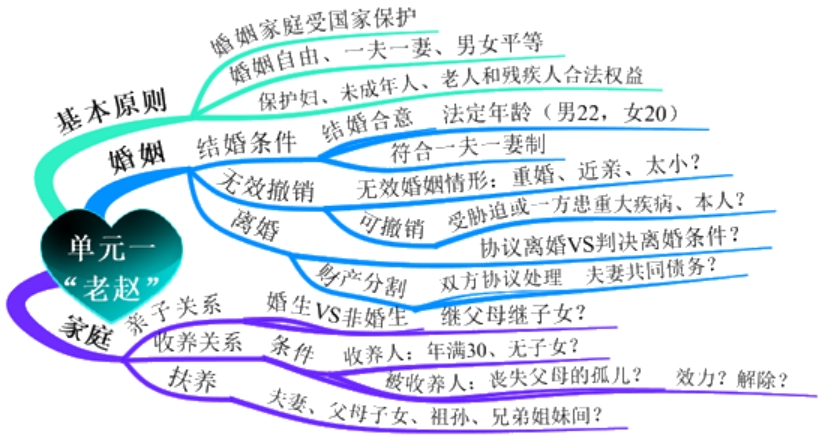 婚姻家庭受国家保护
婚姻自由、一夫一妻、男女平等
保护妇、未成年人、老人和残疾人合法权益
基本原则
婚姻
结婚条件
结婚合意
法定年龄（男22，女20）
符合一夫一妻制
无效撤销
无效婚姻情形：重婚、近亲、太小？
可撤销
受胁迫或一方患重大疾病、本人？
离婚
协议离婚VS判决离婚条件？
财产分割
双方协议处理 夫妻共同债务？
单元一
“老赵”
家庭
亲子关系
婚生VS非婚生
继父母继子女？
收养关系
条件
收养人：年满30、无子女？
被收养人：丧失父母的孤儿？
效力？解除？
扶养
夫妻、父母子女、祖孙、兄弟姐妹间？